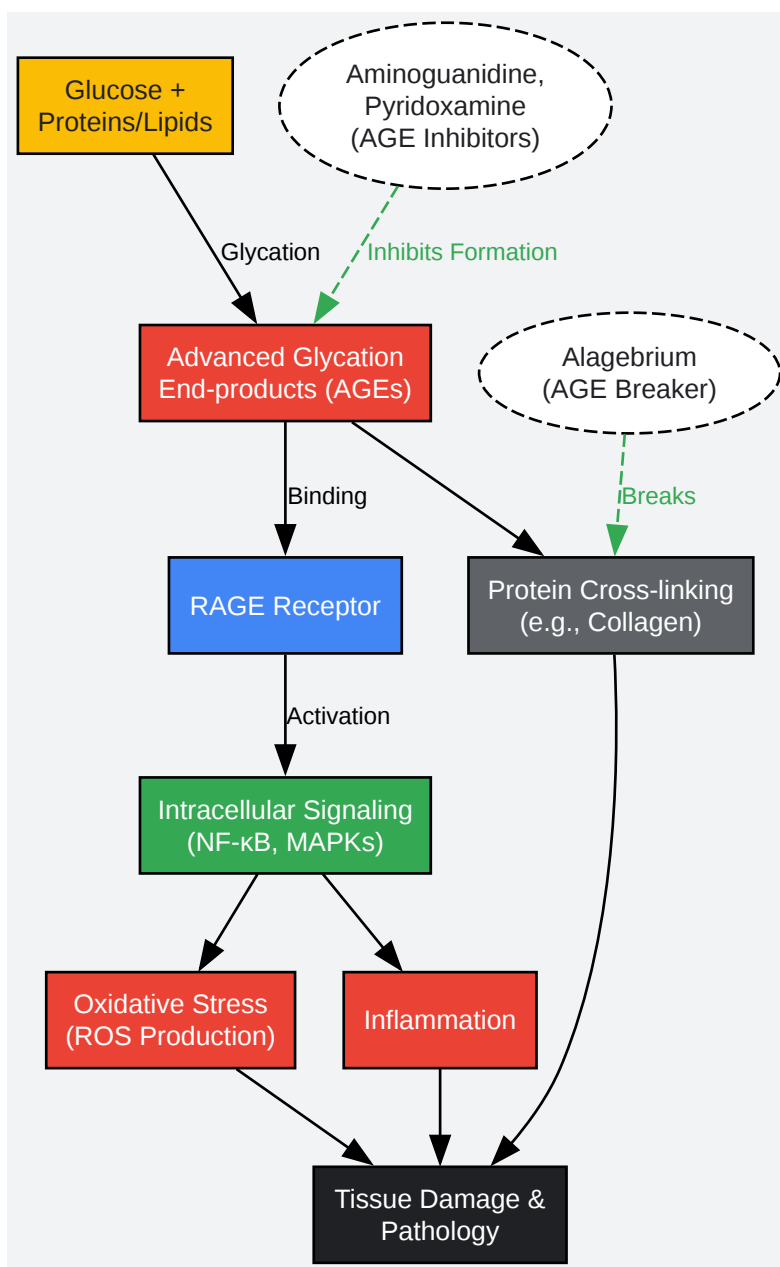 Glucose +
Proteins/Lipids
Aminoguanidine,
Pyridoxamine
(AGE Inhibitors)
Glycation
Inhibits Formation
Advanced Glycation
End-products (AGEs)
Alagebrium
(AGE Breaker)
Binding
Breaks
RAGE Receptor
Protein Cross-linking
(e.g., Collagen)
Activation
Intracellular Signaling
(NF-κB, MAPKs)
Oxidative Stress
(ROS Production)
Inflammation
Tissue Damage &
Pathology